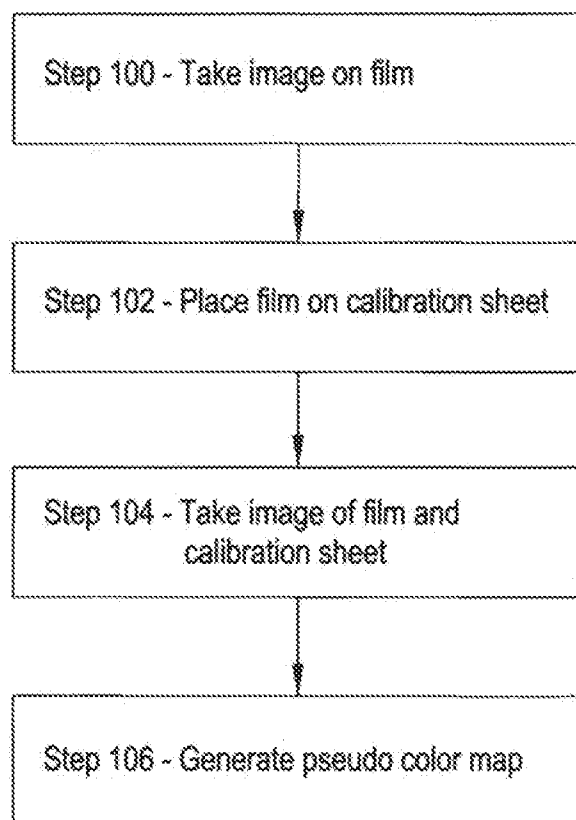 Step 100 - Take image on film
Step 102 - Place film on calibration sheet
Step 104 - Take image of film and
calibration sheet
Step 106 - Generate pseudo color map